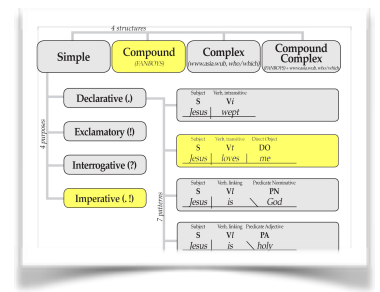 4 structures
Simple
Compound
(FANBOYS)
Complex
(www.asia.wub, who/which)
Compound
Complex
(FANBOYS) + www.asia.wub, who/which)
4 purposes
Declarative (.)
Exclamatory (!)
Interrogative (?)
Imperative (. !)
7 patterns
Subject Verb, intransitive
S Vi
Jesus wept
Subject Verb, transitive Direct Object
S Vt DO
Jesus loves me
Subject Verb, linking Predicate Nominative
S Vl PN
Jesus is God
Subject Verb, linking Predicate Adjective
S Vl PA
Jesus is holy